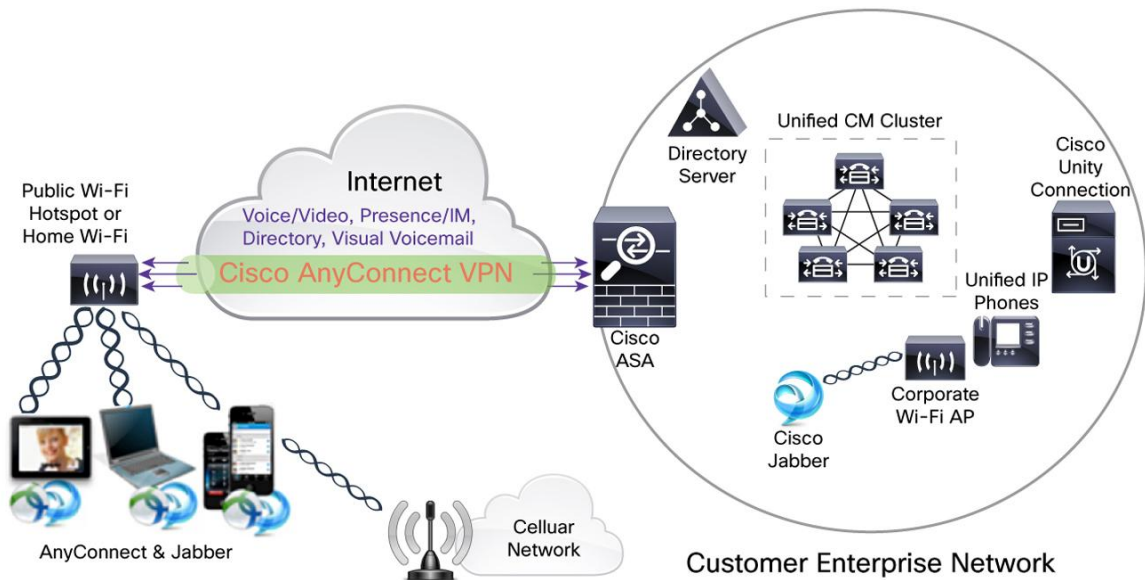 Public Wi-Fi
Hotspot or
Home Wi-Fi
Internet
Voice/Video, Presence/IM,
Directory, Visual Voicemail
Cisco AnyConnect VPN
Cisco
ASA
Directory
Server
Unified CM Cluster
Cisco
Unity
Connection
U
Unified IP
Phones
Corporate
Wi-Fi AP
Cisco
Jabber
AnyConnect & Jabber
Celluar
Network
Customer Enterprise Network